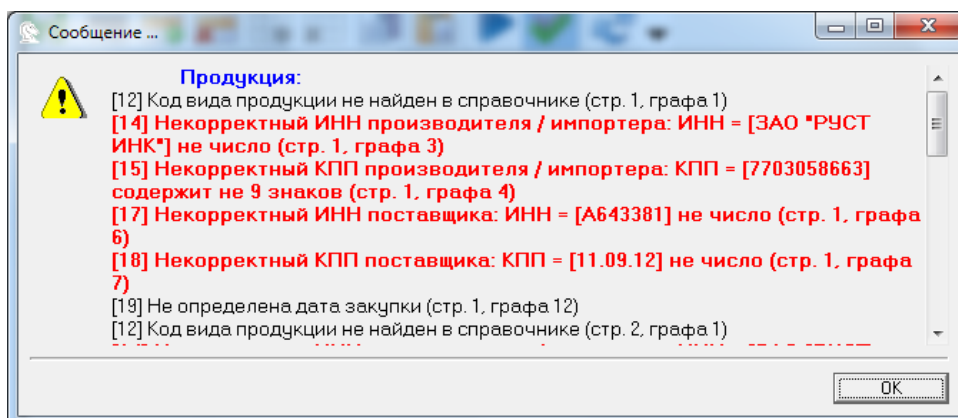 Сообщение ...
Продукция:
[12] Код вида продукции не найден в справочнике (стр. 1, графа 1)
[14] Некорректный ИНН производителя / импортера: ИНН = [ЗАО "РУСТ
ИНК"] не число (стр. 1, графа 3)
[15] Некорректный КПП производителя / импортера: КПП = [7703058663]
содержит не 9 знаков (стр. 1, графа 4)
[17] Некорректный ИНН поставщика: ИНН = [А643381] не число (стр. 1, графа
6)
[18] Некорректный КПП поставщика: КПП = [11.09.12] не число (стр. 1, графа
7)
[19] Не определена дата закупки (стр. 1, графа 12)
[12] Код вида продукции не найден в справочнике (стр. 2, графа 1)
OK